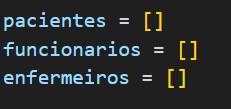 pacientes = []
funcionarios = []
enfermeiros = []